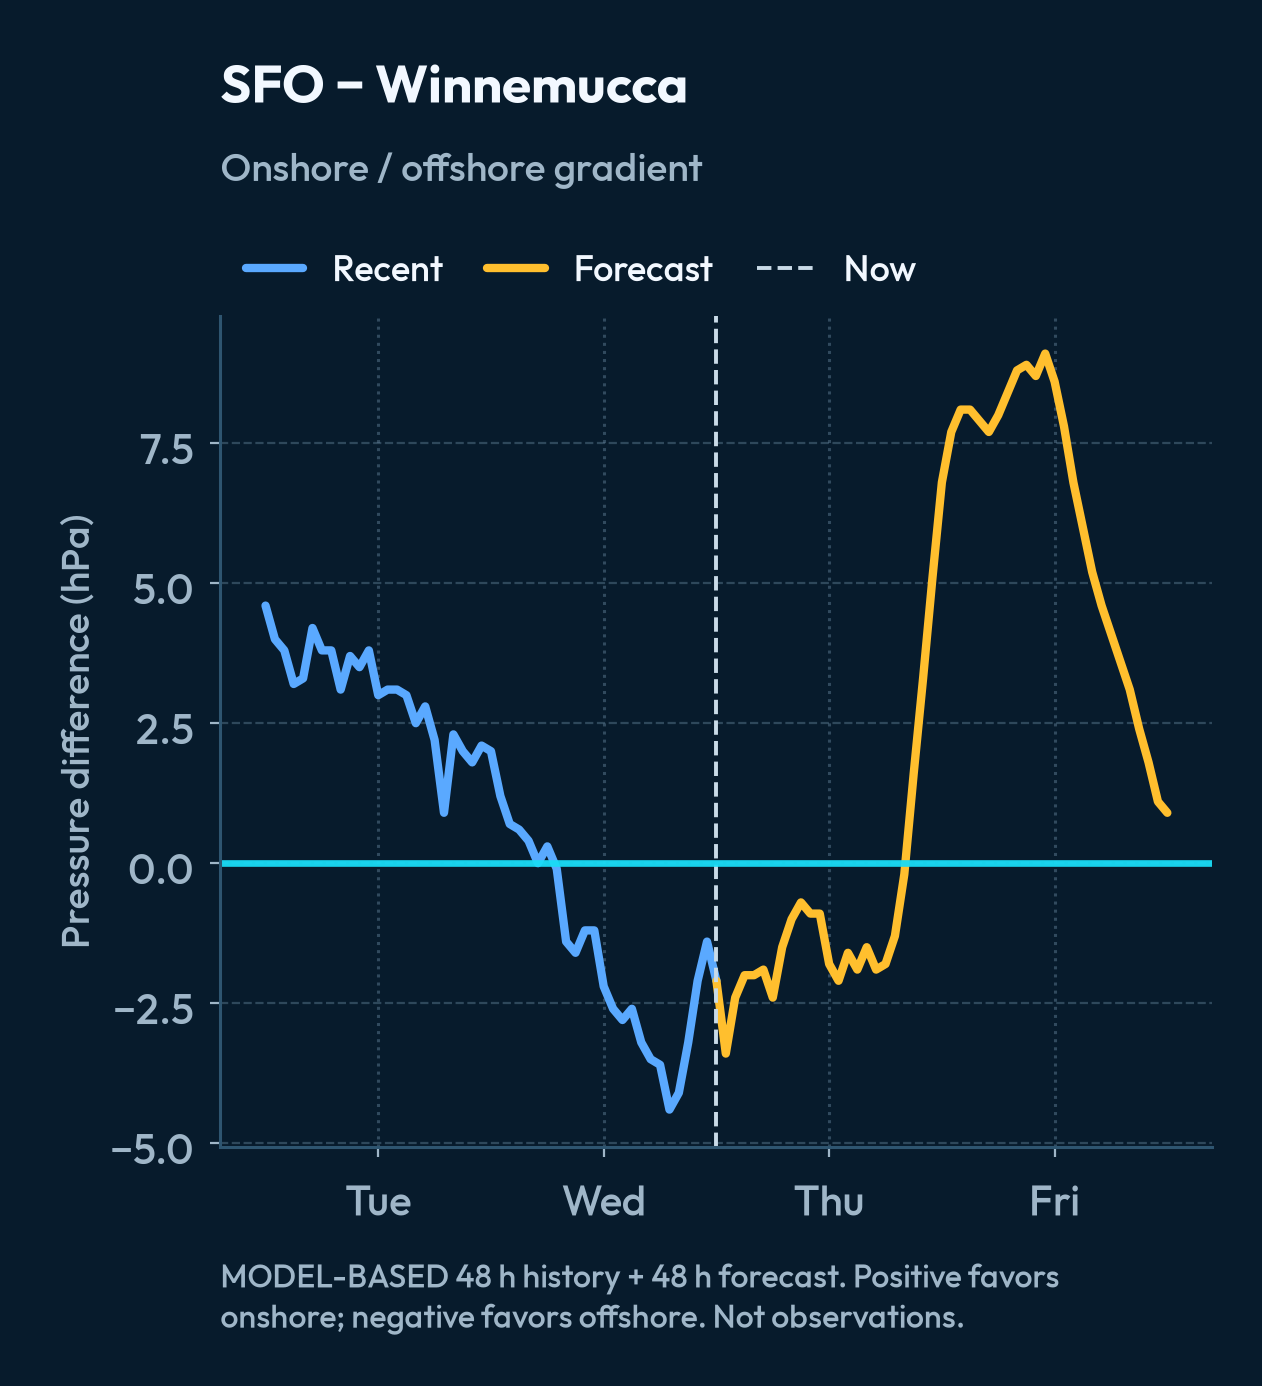 SFO – Winnemucca
Onshore / offshore gradient
Recent Forecast Now
Pressure difference (hPa)
7.5
5.0
2.5
0.0
−2.5
−5.0
Tue Wed Thu Fri
MODEL-BASED 48 h history + 48 h forecast. Positive favors
onshore; negative favors offshore. Not observations.